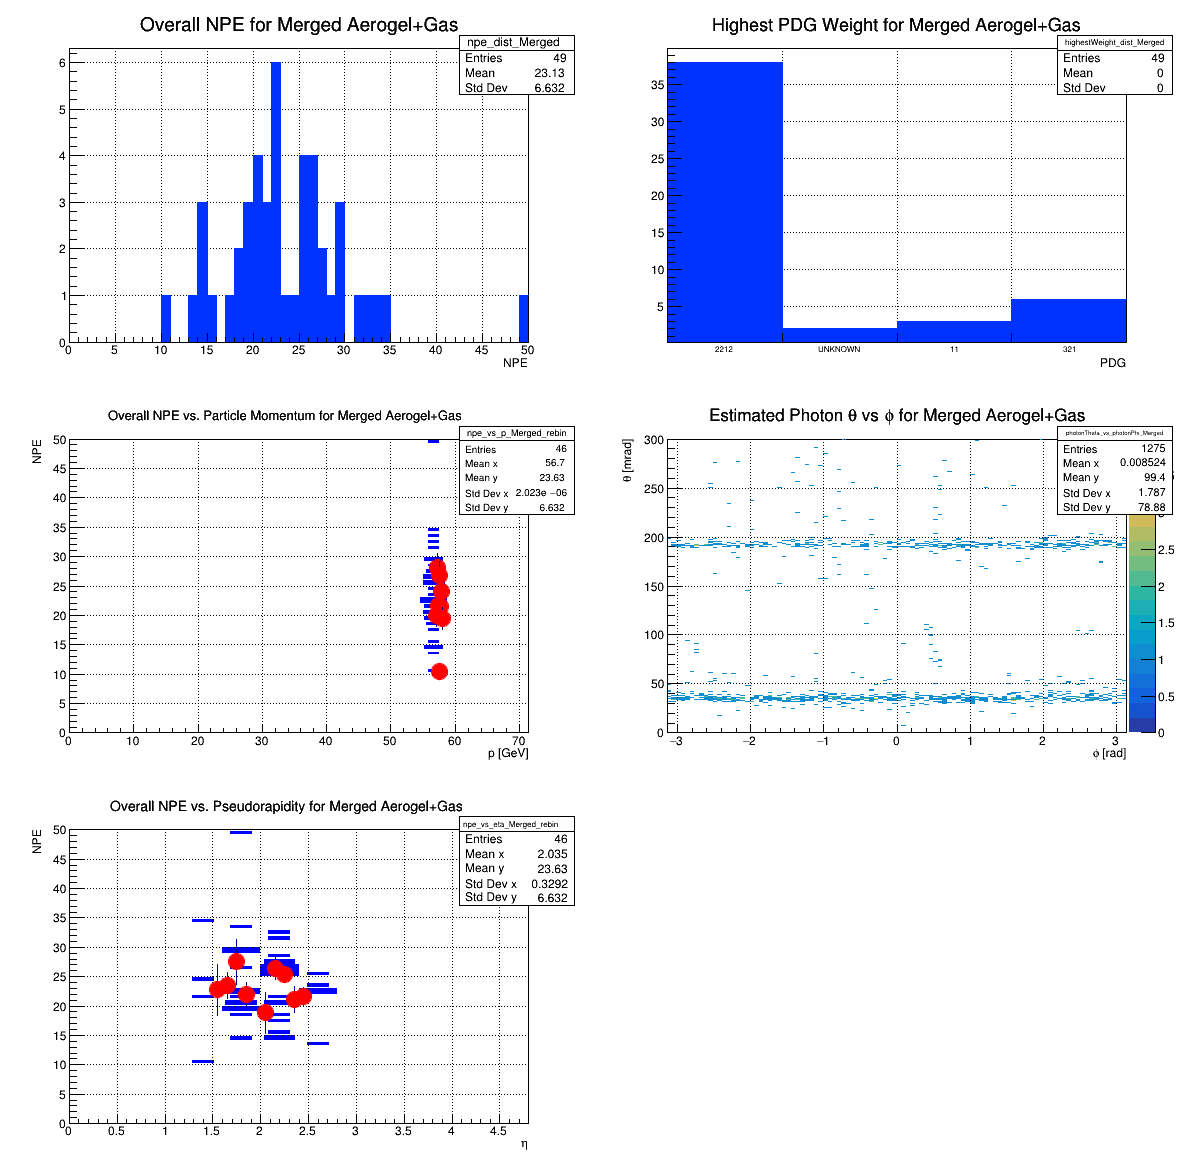 Overall NPE for Merged Aerogel+Gas
npe_dist_Merged
Entries 49
Mean 23.13
Std Dev 6.632
6
5
4
3
2
1
0
0 5 10 15 20 25 30 35 40 45 50
NPE
Highest PDG Weight for Merged Aerogel+Gas
highestWeight_dist_Merged
Entries 49
Mean 0
Std Dev 0
35
30
25
20
15
10
5
2212 UNKNOWN 11 321
PDG
Overall NPE vs. Particle Momentum for Merged Aerogel+Gas
npe_vs_p_Merged_rebin
Entries 46
Mean x 56.7
Mean y 23.63
Std Dev x 2.023e −06
Std Dev y 6.632
NPE
50
45
40
35
30
25
20
15
10
5
0
0 10 20 30 40 50 60 70
p [GeV]
Estimated Photon θ vs ϕ for Merged Aerogel+Gas
photonTheta_vs_photonPhi_Merged
Entries 1275
Mean x 0.008524
Mean y 99.4
Std Dev x 1.787
Std Dev y 78.88
θ [mrad]
300
250
200
150
100
50
0
−3 −2 −1 0 1 2 3
ϕ [rad]
2.5
2
1.5
1
0.5
0
Overall NPE vs. Pseudorapidity for Merged Aerogel+Gas
npe_vs_eta_Merged_rebin
Entries 46
Mean x 2.035
Mean y 23.63
Std Dev x 0.3292
Std Dev y 6.632
NPE
50
45
40
35
30
25
20
15
10
5
0
0 0.5 1 1.5 2 2.5 3 3.5 4 4.5
η